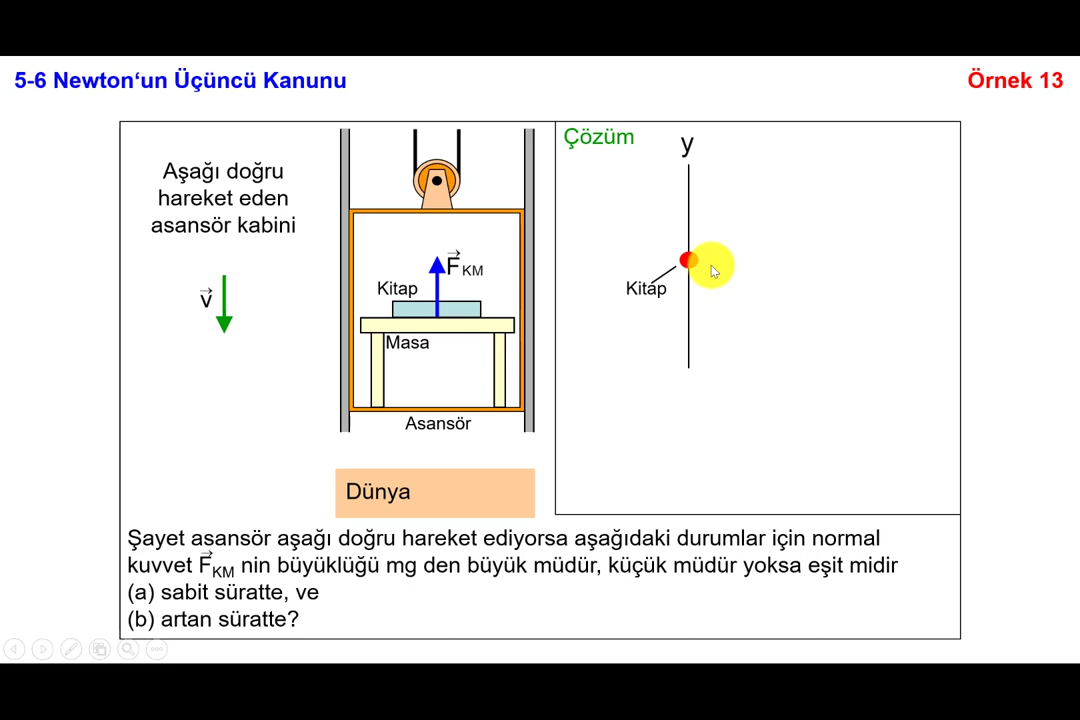 5-6 Newton‘un Üçüncü Kanunu
Örnek 13
Aşağı doğru
hareket eden
asansör kabini
v
F KM
Kitap
Masa
Asansör
Dünya
Çözüm
y
Kitap
Şayet asansör aşağı doğru hareket ediyorsa aşağıdaki durumlar için normal
kuvvet F KM nin büyüklüğü mg den büyük müdür, küçük müdür yoksa eşit midir
(a) sabit süratte, ve
(b) artan süratte?